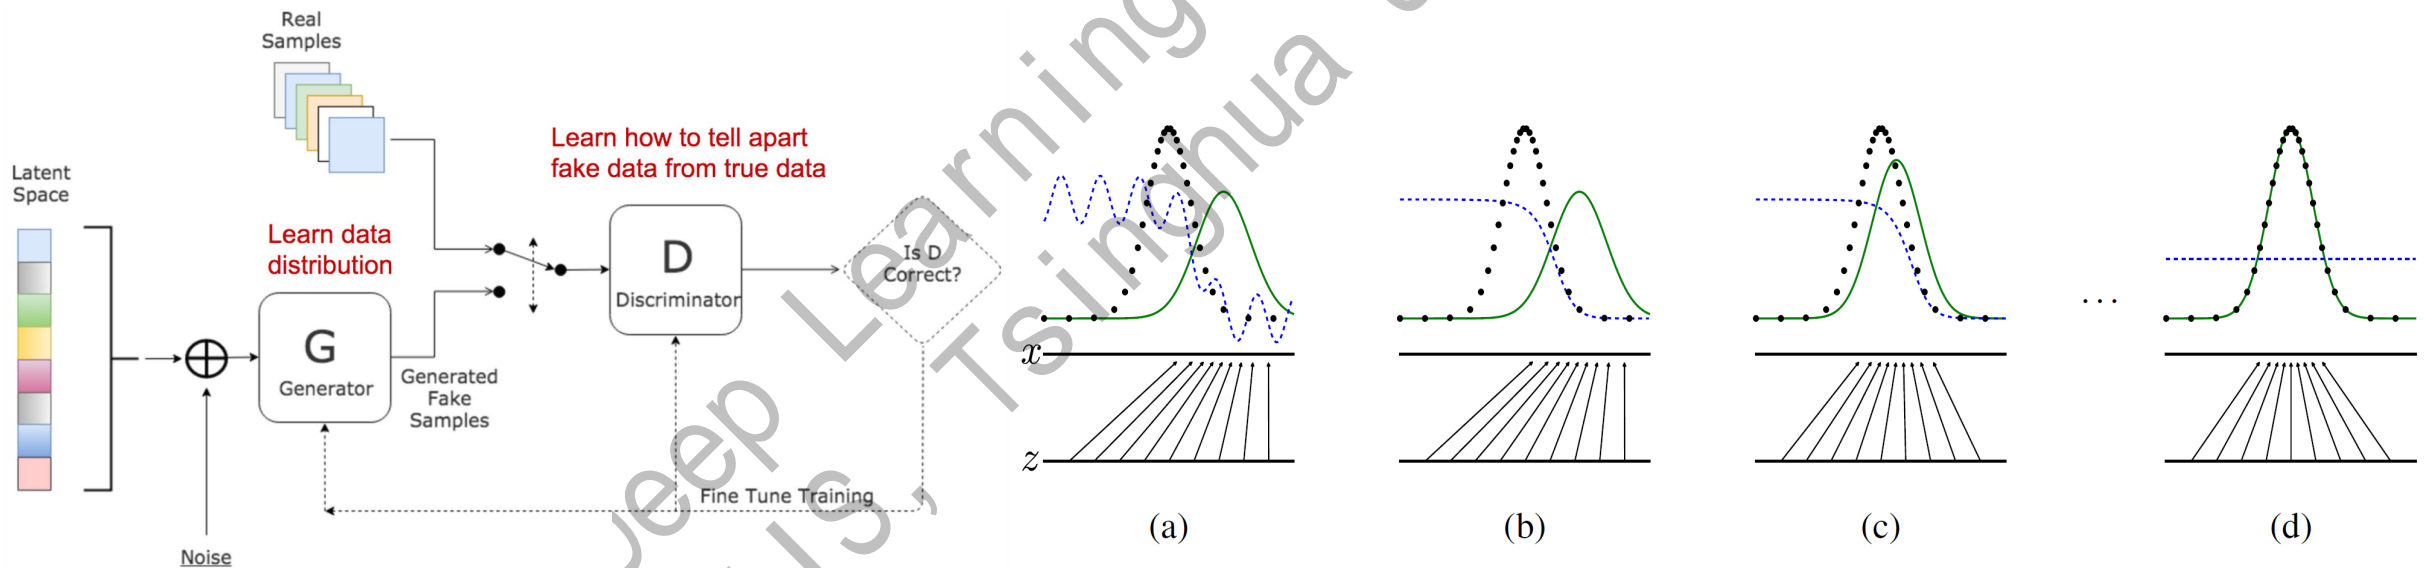 Real
Samples
Latent
Space
Learn data
distribution
Learn how to tell apart
fake data from true data
D
Discriminator
Is D
Correct?
G
Generator
Generated
Fake
Samples
Fine Tune Training
Noise
x
z
(a)
(b)
(c)
...
(d)
Deep Learning
IIIS, Tsinghua